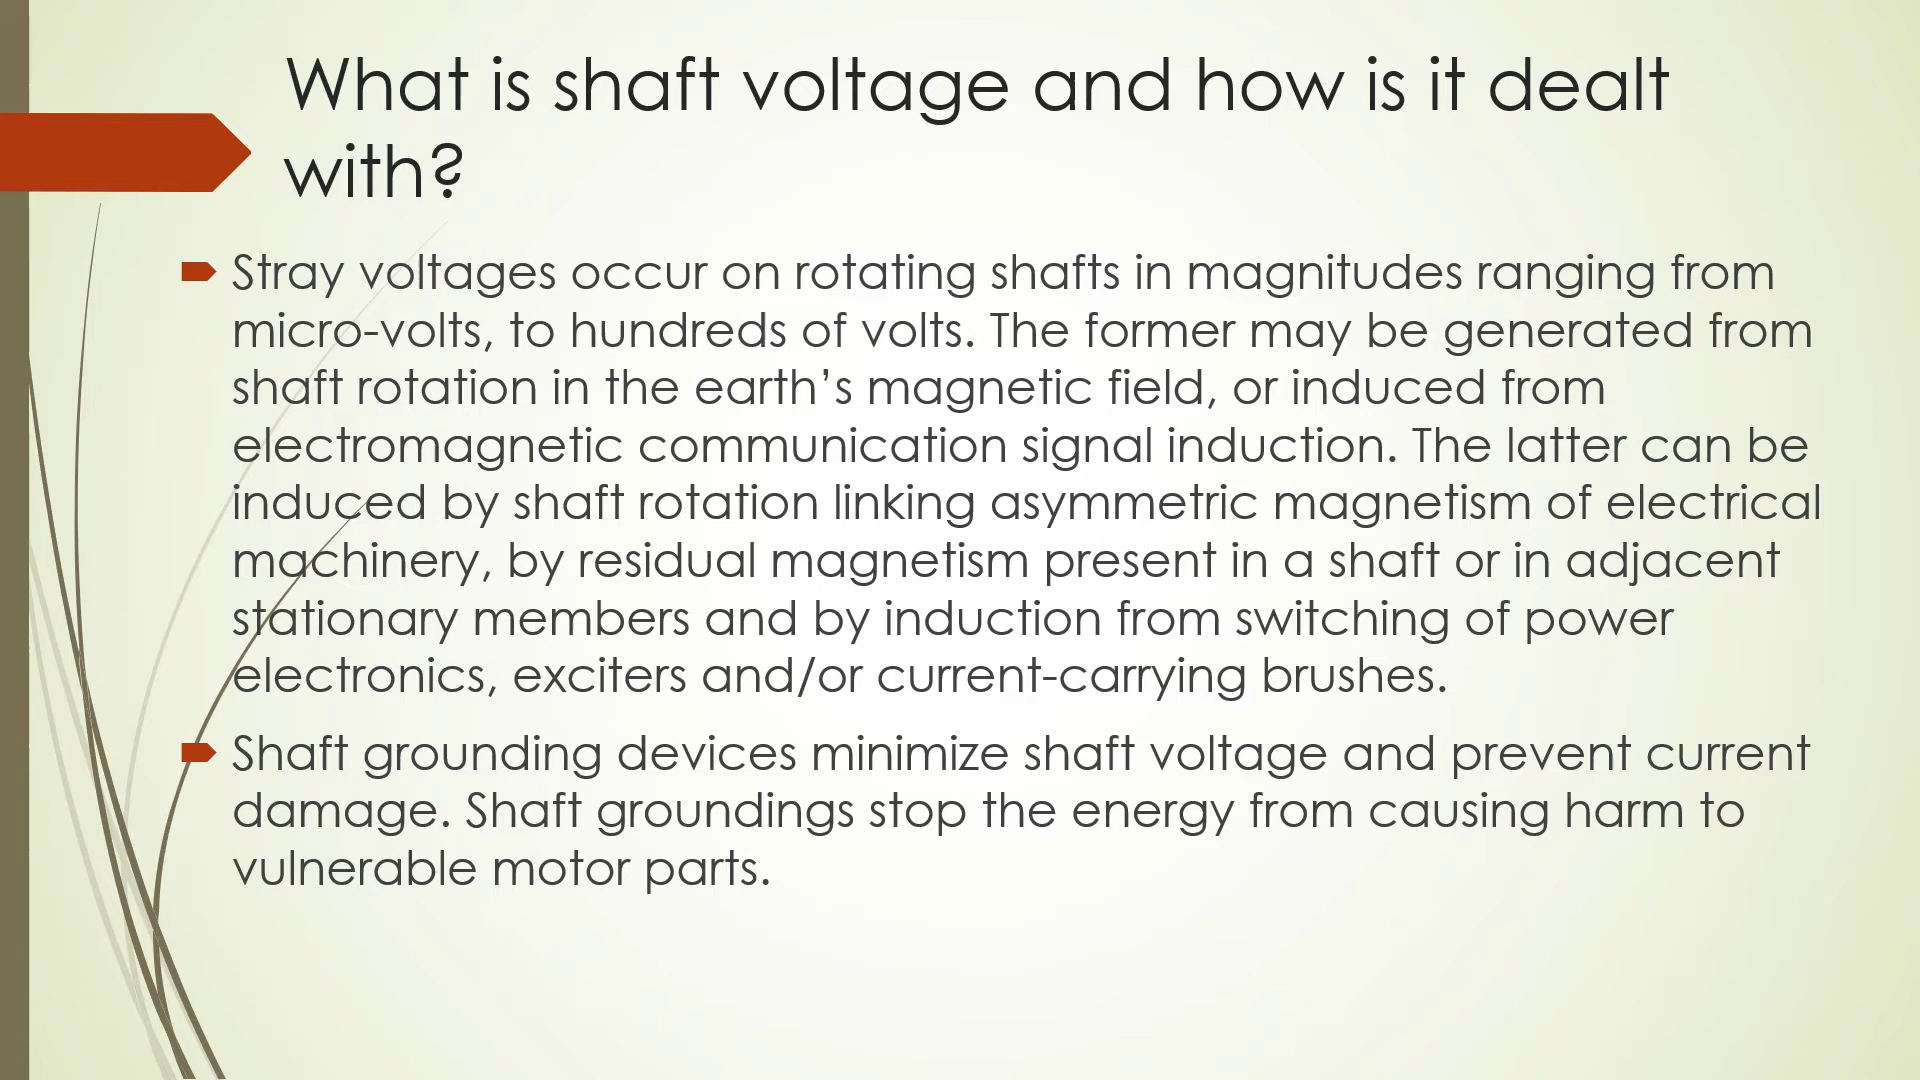 What is shaft voltage and how is it dealt
with?
Stray voltages occur on rotating shafts in magnitudes ranging from
micro-volts, to hundreds of volts. The former may be generated from
shaft rotation in the earth’s magnetic field, or induced from
electromagnetic communication signal induction. The latter can be
induced by shaft rotation linking asymmetric magnetism of electrical
machinery, by residual magnetism present in a shaft or in adjacent
stationary members and by induction from switching of power
electronics, exciters and/or current-carrying brushes.
Shaft grounding devices minimize shaft voltage and prevent current
damage. Shaft groundings stop the energy from causing harm to
vulnerable motor parts.